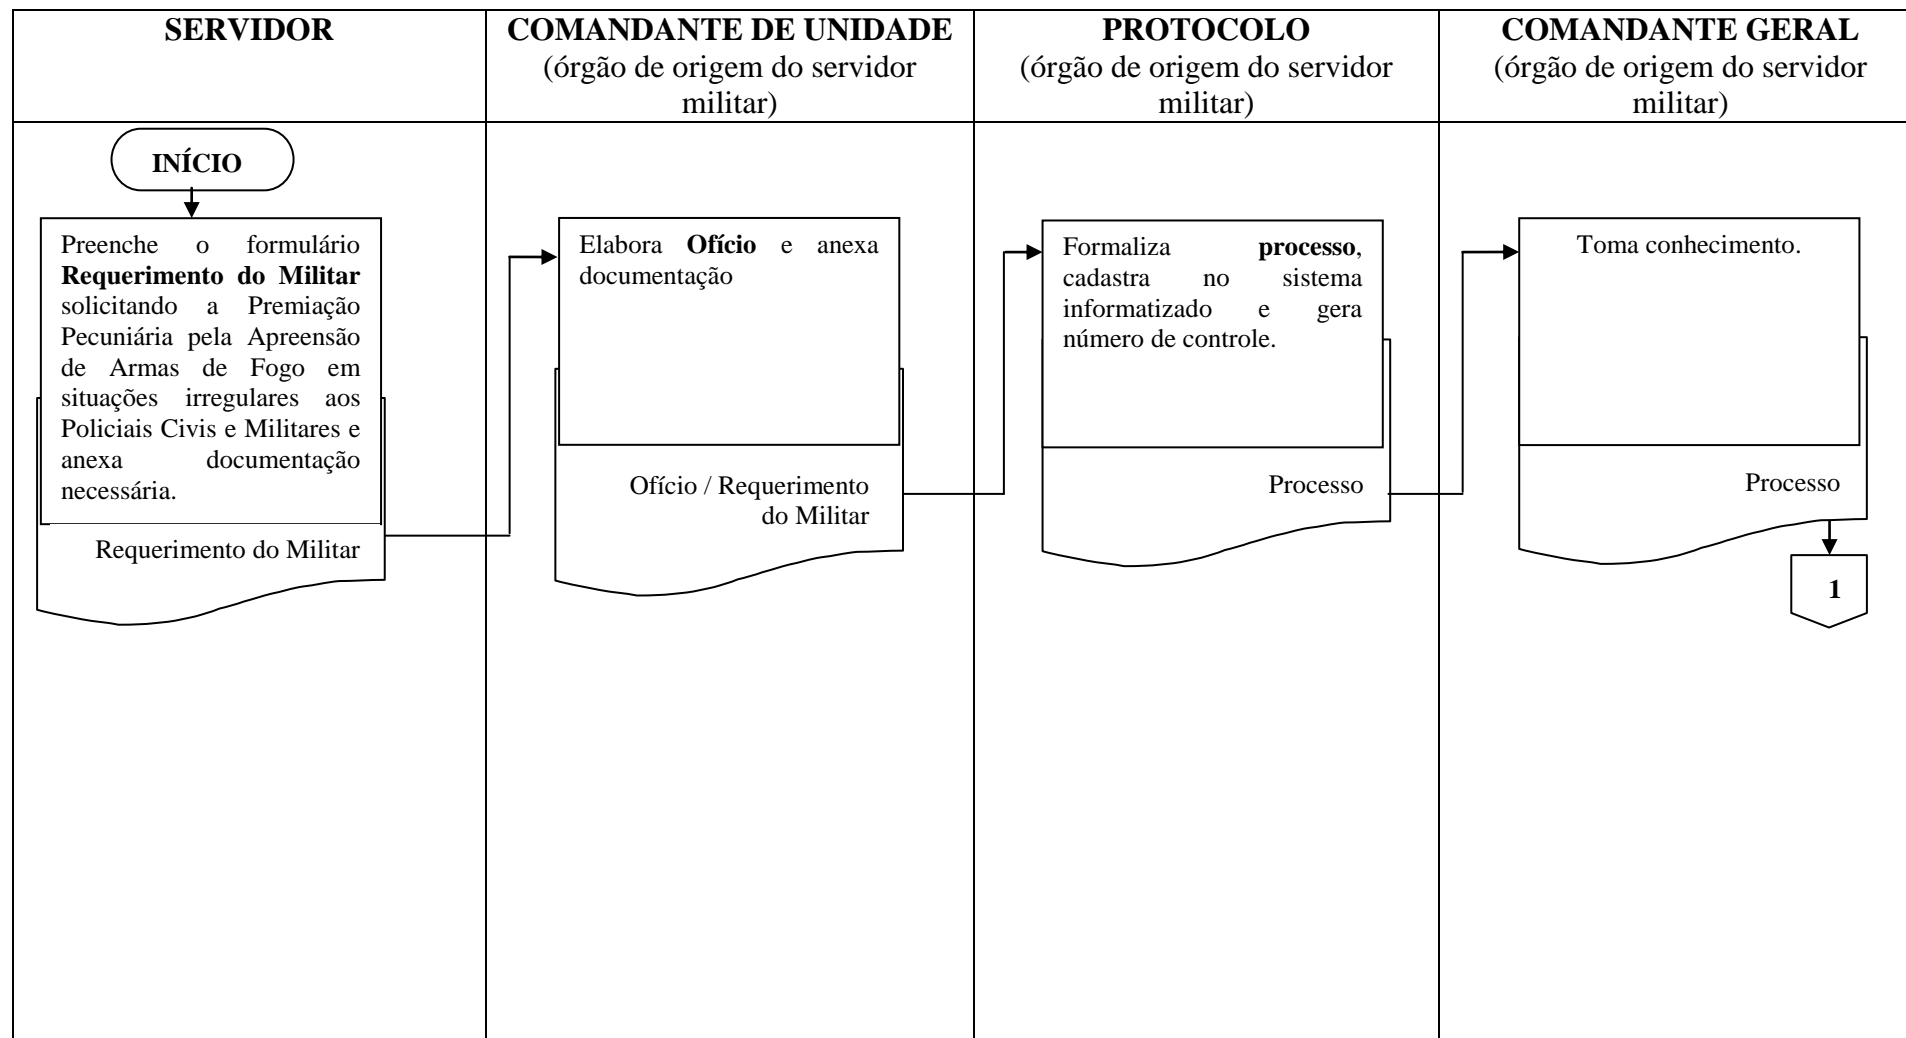 SERVIDOR
COMANDANTE DE UNIDADE
(órgão de origem do servidor
militar)
PROTOCOLO
(órgão de origem do servidor
militar)
COMANDANTE GERAL
(órgão de origem do servidor
militar)
INÍCIO
Preenche o formulário
Requerimento do Militar
solicitando a Premiação
Pecuniária pela Apreensão
de Armas de Fogo em
situações irregulares aos
Policiais Civis e Militares e
anexa documentação
necessária.
Requerimento do Militar
Elabora Ofício e anexa
documentação
Ofício / Requerimento
do Militar
Formaliza processo,
cadastra no sistema
informatizado e gera
número de controle.
Processo
Toma conhecimento.
Processo
1